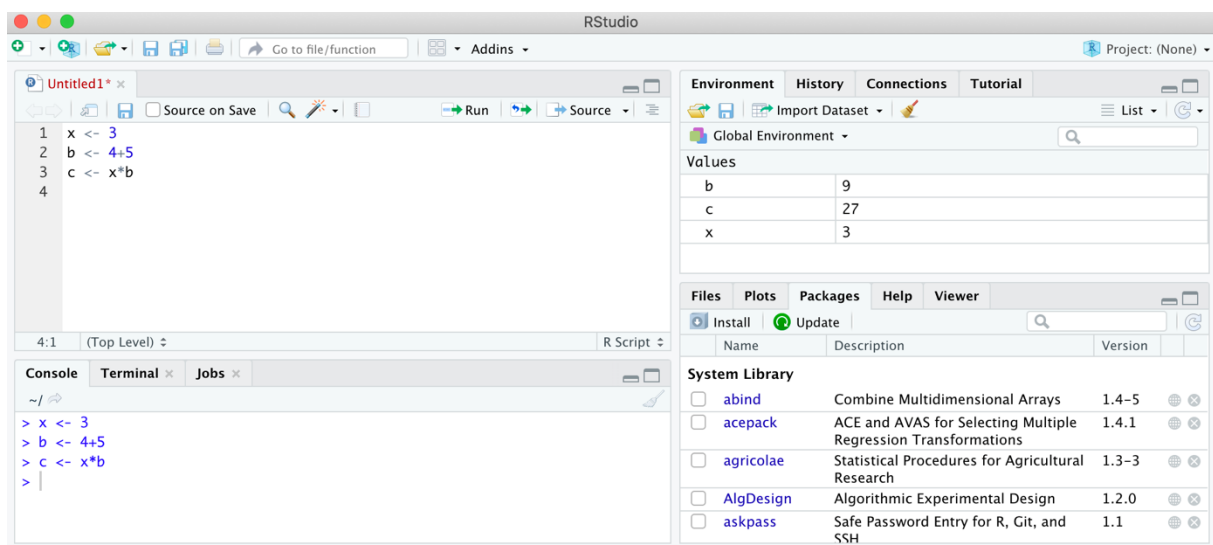 RStudio
Go to file/function
Addins
Project: (None)
Untitled1*
Source on Save
Run
Source
1 x <- 3
2 b <- 4+5
3 c <- x*b
4
4:1 (Top Level) R Script
Console Terminal Jobs
~/
> x <- 3
> b <- 4+5
> c <- x*b
>
Environment History Connections Tutorial
Import Dataset List
Global Environment
Values
b 9
c 27
x 3
Files Plots Packages Help Viewer
Install Update
Name Description Version
System Library
abind Combine Multidimensional Arrays 1.4-5
acepack ACE and AVAS for Selecting Multiple 1.4.1
Regression Transformations
agricolae Statistical Procedures for Agricultural 1.3-3
Research
AlgDesign Algorithmic Experimental Design 1.2.0
askpass Safe Password Entry for R, Git, and 1.1
SSH